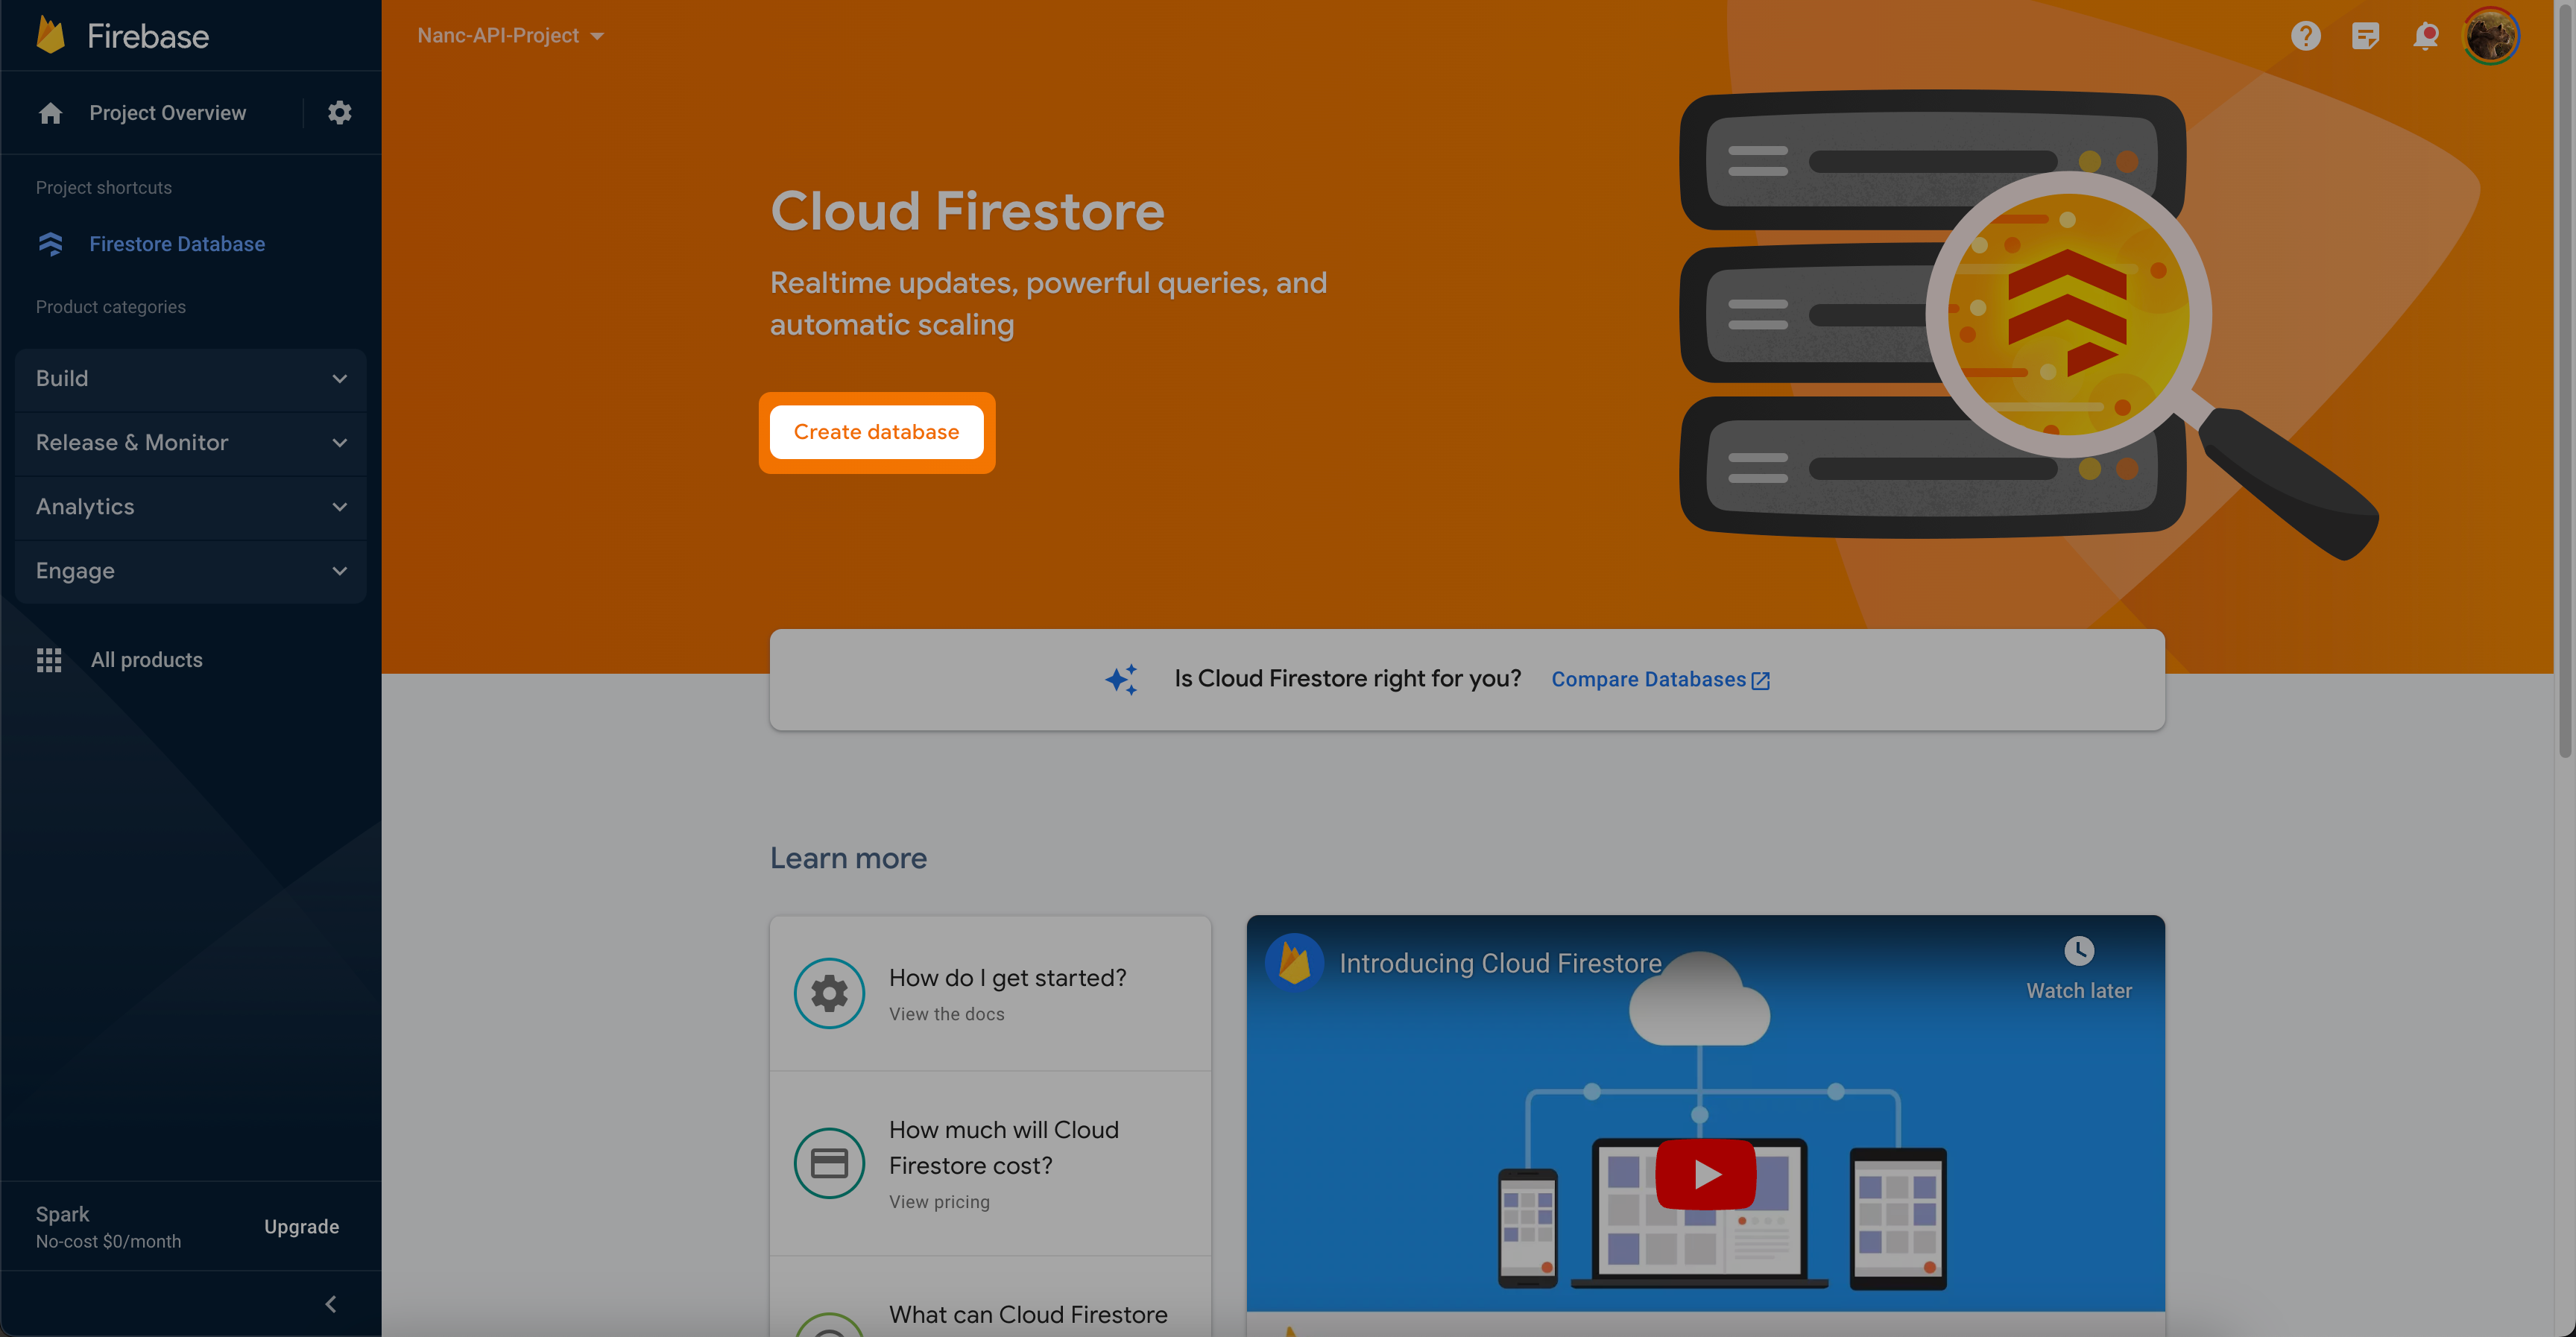 Firebase
Project Overview
Project shortcuts
Firestore Database
Product categories
Build
Release & Monitor
Analytics
Engage
All products
Spark
No-cost $0/month
Upgrade
Nanc-API-Project
Cloud Firestore
Realtime updates, powerful queries, and
automatic scaling
Create database
Is Cloud Firestore right for you? Compare Databases
Learn more
How do I get started?
View the docs
How much will Cloud
Firestore cost?
View pricing
What can Cloud Firestore
Introducing Cloud Firestore
Watch later